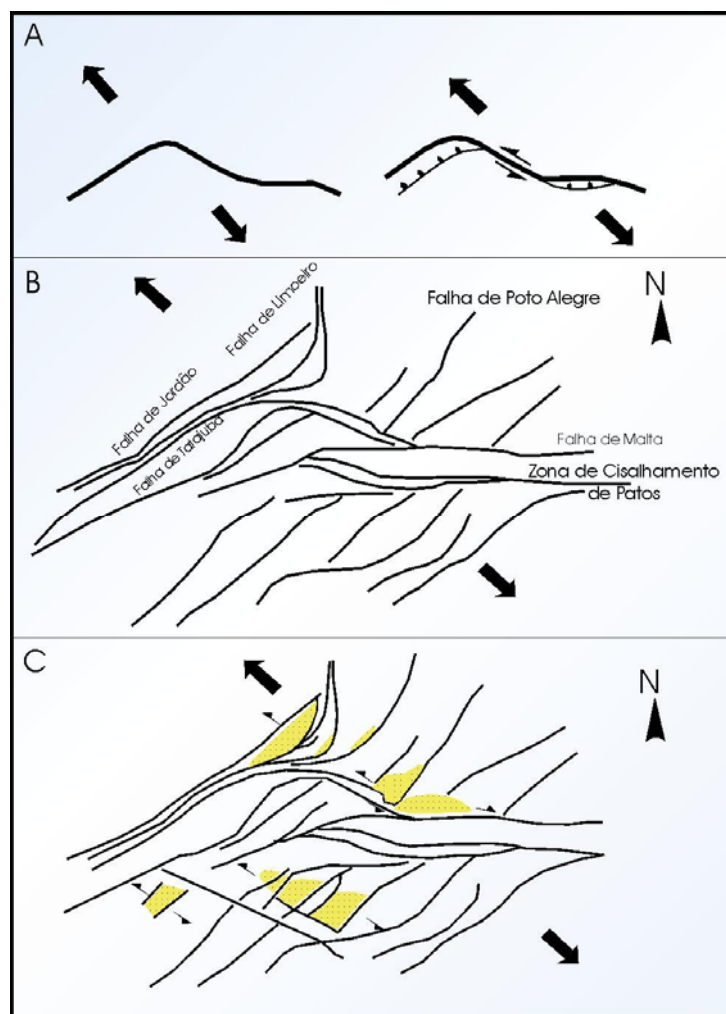 A
B
Falha de Limoeiro
Falha de Poto Alegre
N
Falha de Jordão
Falha de Tatajuba
Falha de Malta
Zona de Cisalhamento
de Patos
C
N